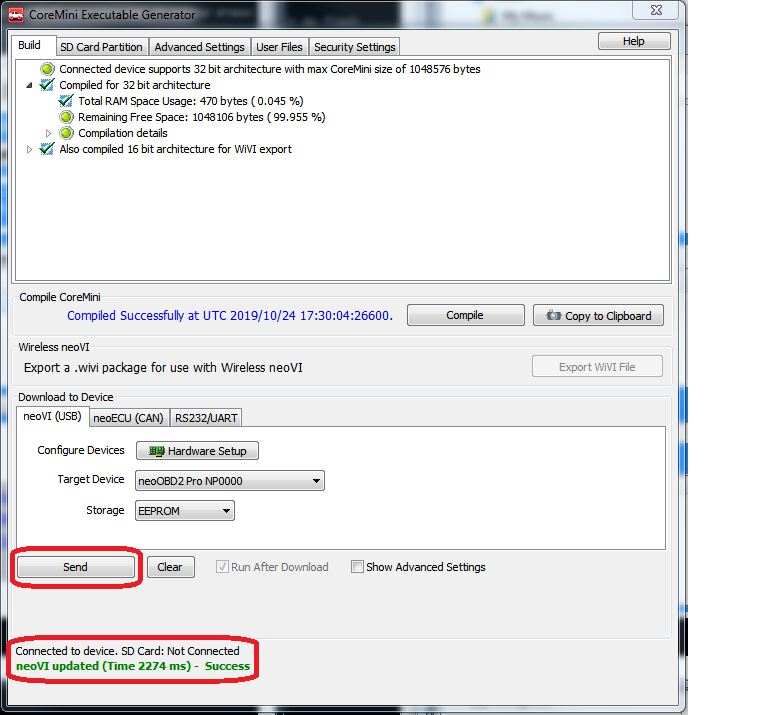 CoreMini Executable Generator
My Music
Build
SD Card Partition
Advanced Settings
User Files
Security Settings
Help
Connected device supports 32 bit architecture with max CoreMini size of 1048576 bytes
Compiled for 32 bit architecture
Total RAM Space Usage: 470 bytes ( 0.045 %)
Remaining Free Space: 1048106 bytes ( 99.955 %)
Compilation details
Also compiled 16 bit architecture for WiVI export
Compile CoreMini
Compiled Successfully at UTC 2019/10/24 17:30:04:26600.
Compile
Copy to Clipboard
Wireless neoVI
Export a .wivi package for use with Wireless neoVI
Export WiVI File
Download to Device
neoVI (USB)
neoECU (CAN)
RS232/UART
Configure Devices
Hardware Setup
Target Device
neoOBD2 Pro NP0000
Storage
EEPROM
Send
Clear
Run After Download
Show Advanced Settings
Connected to device. SD Card: Not Connected
neoVI updated (Time 2274 ms) -  Success